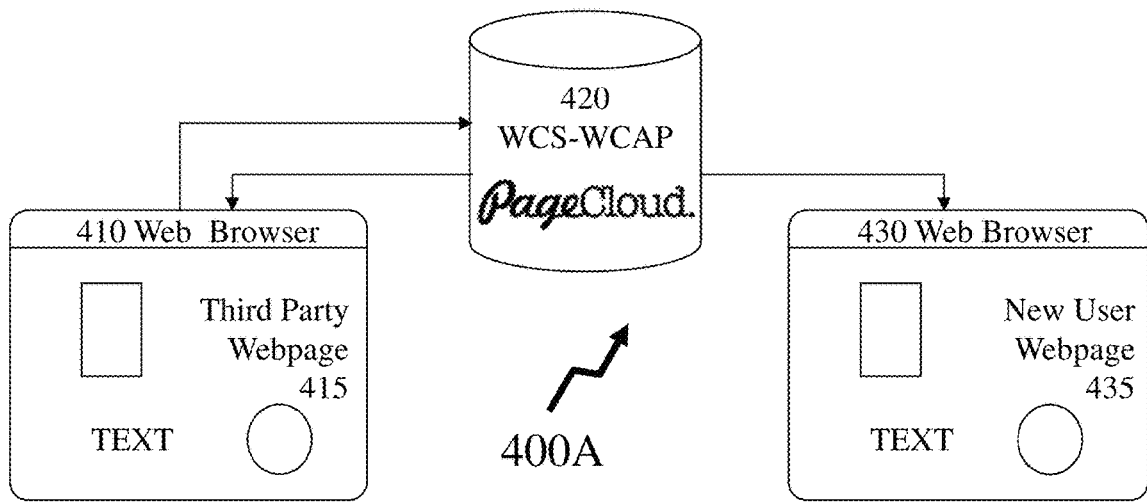 420
WCS-WCAP
PageCloud.
410 Web Browser
Third Party
Webpage
415
TEXT
430 Web Browser
New User
Webpage
435
TEXT
400A